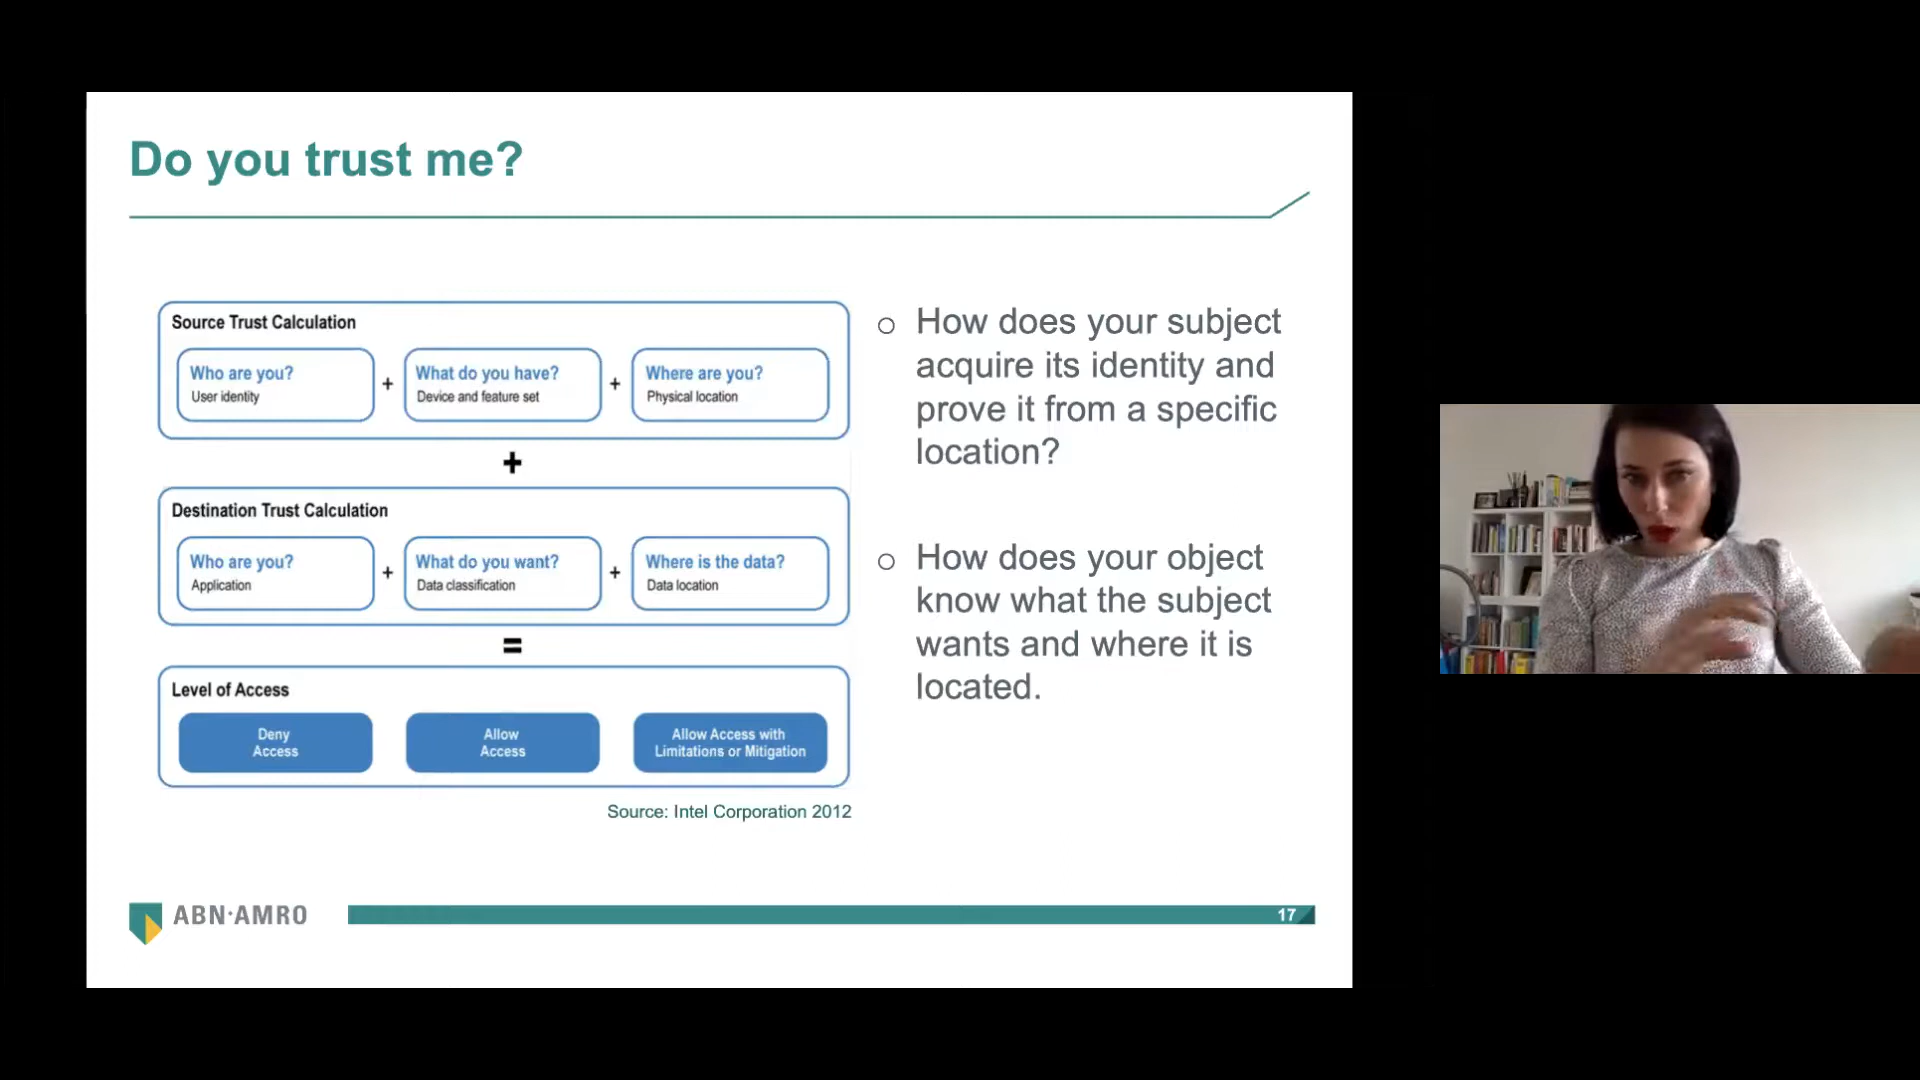 Do you trust me?
Source Trust Calculation
Who are you?
User identity
+
What do you have?
Device and feature set
+
Where are you?
Physical location
+
Destination Trust Calculation
Who are you?
Application
+
What do you want?
Data classification
+
Where is the data?
Data location
=
Level of Access
Deny
Access
Allow
Access
Allow Access with
Limitations or Mitigation
Source: Intel Corporation 2012
How does your subject
acquire its identity and
prove it from a specific
location?
How does your object
know what the subject
wants and where it is
located.
ABN·AMRO
17